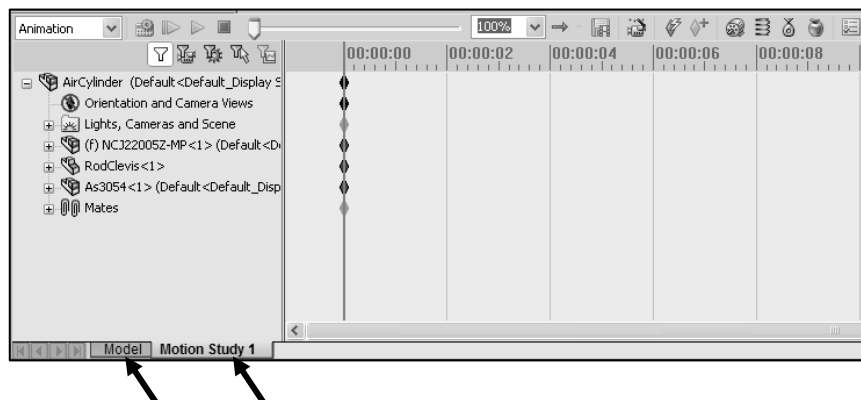 Animation 100%
00:00:00 00:00:02 00:00:04 00:00:06 00:00:08
AirCylinder (Default<Default_Display S
Orientation and Camera Views
Lights, Cameras and Scene
(f) NCJ22005Z-MP<1> (Default<De
RodClevis<1>
As3054<1> (Default<Default_Disp
Mates
Model Motion Study 1